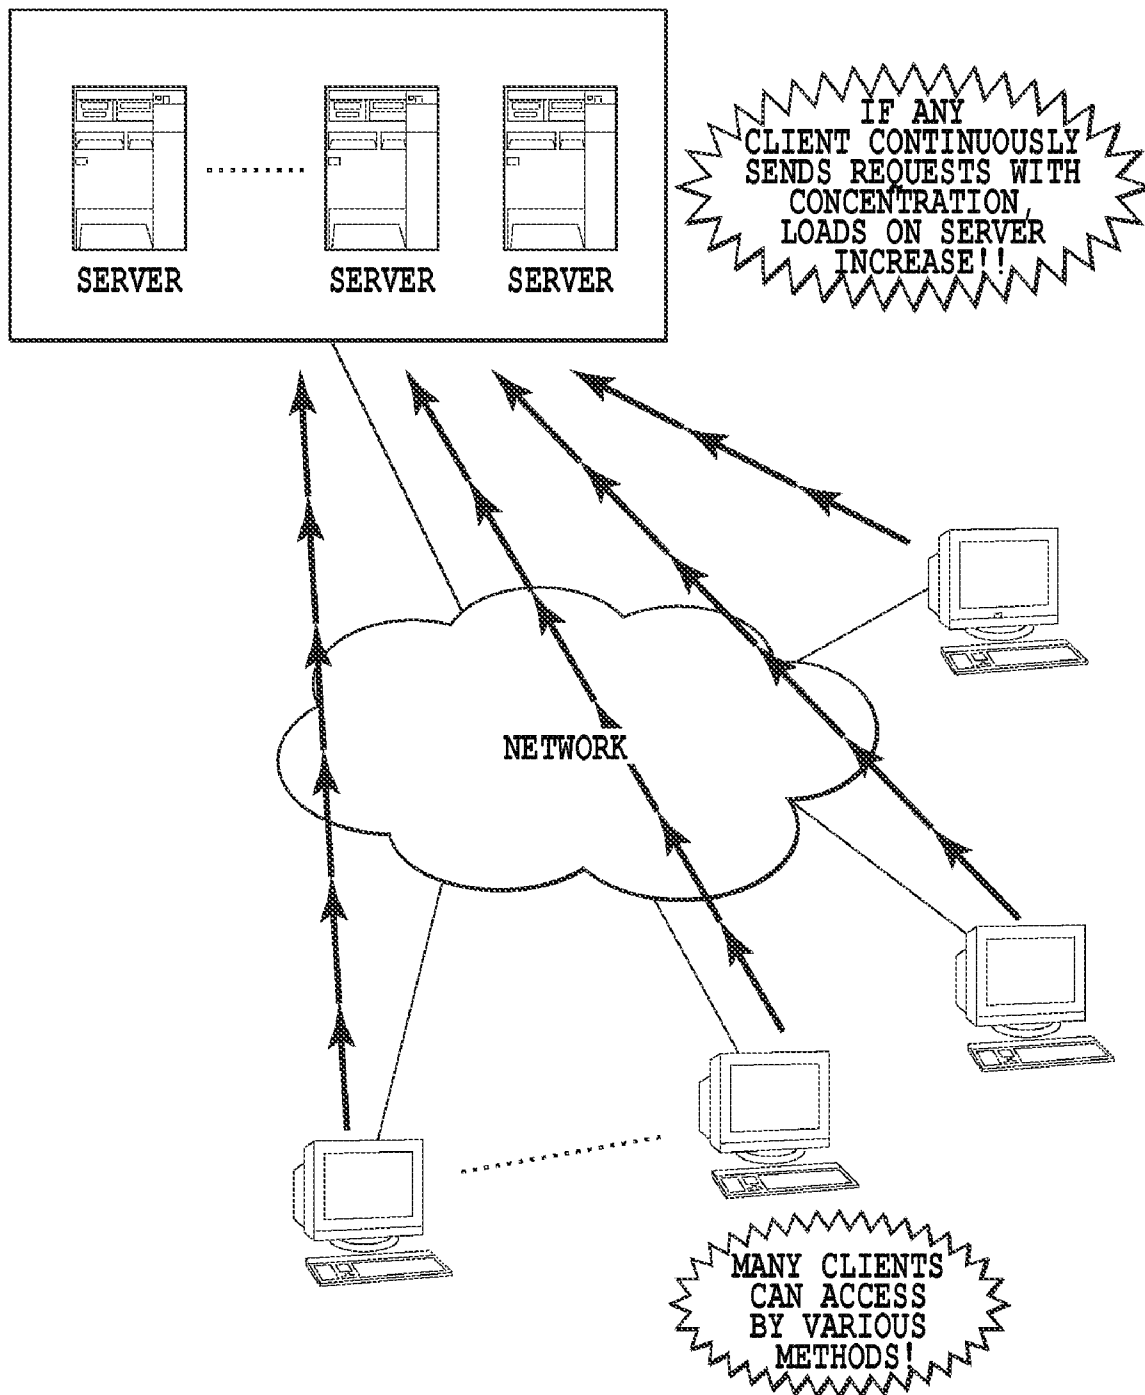 SERVER
SERVER
SERVER
IF ANY
CLIENT CONTINUOUSLY
SENDS REQUESTS WITH
CONCENTRATION,
LOADS ON SERVER
INCREASE!!
NETWORK
MANY CLIENTS
CAN ACCESS
BY VARIOUS
METHODS!